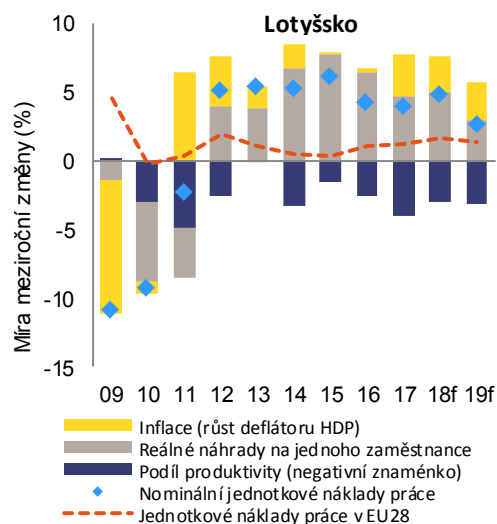 Lotyšsko
Míra meziroční změny (%)
10
5
0
-5
-10
-15
09 10 11 12 13 14 15 16 17 18f 19f
Inflace (růst deflátoru HDP)
Reálné náhrady na jednoho zaměstnance
Podíl produktivity (negativní znaménko)
Nominální jednotkové náklady práce
Jednotkové náklady práce v EU28